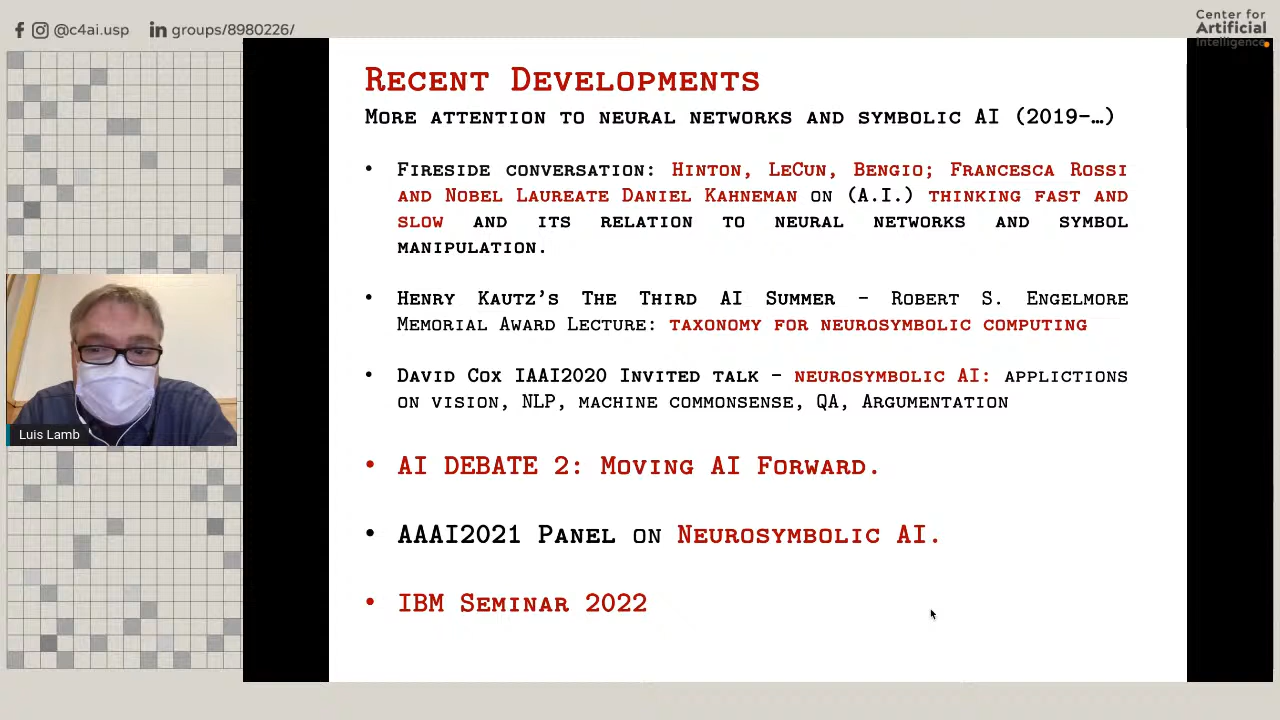 @c4ai.usp groups/8980226/
Center for
Artificial
Intelligence
RECENT DEVELOPMENTS
MORE ATTENTION TO NEURAL NETWORKS AND SYMBOLIC AI (2019-…)
• FIRESIDE CONVERSATION: HINTON, LECUN, BENGIO; FRANCESCA ROSSI
AND NOBEL LAUREATE DANIEL KAHNEMAN ON (A.I.) THINKING FAST AND
SLOW AND ITS RELATION TO NEURAL NETWORKS AND SYMBOL
MANIPULATION.
• HENRY KAUTZ'S THE THIRD AI SUMMER – ROBERT S. ENGELMORE
MEMORIAL AWARD LECTURE: TAXONOMY FOR NEUROSYMBOLIC COMPUTING
• DAVID COX IAAI2020 INVITED TALK – NEUROSYMBOLIC AI: APPLICTIONS
ON VISION, NLP, MACHINE COMMONSENSE, QA, ARGUMENTATION
• AI DEBATE 2: MOVING AI FORWARD.
• AAAI2021 PANEL ON NEUROSYMBOLIC AI.
• IBM SEMINAR 2022
Luis Lamb